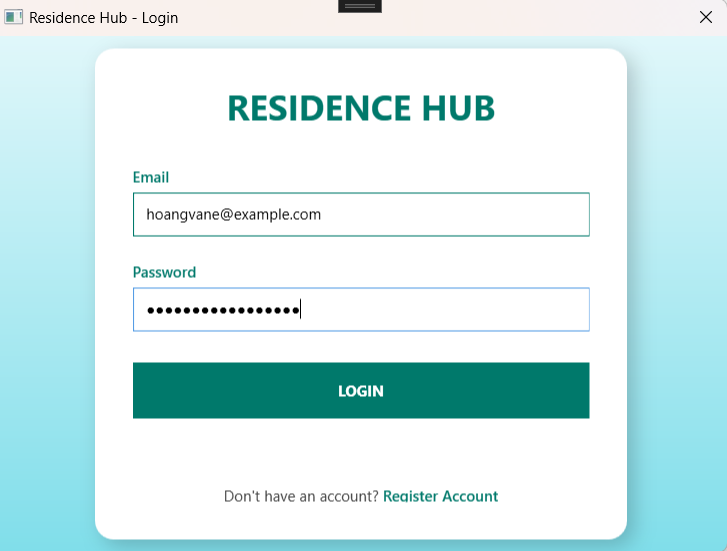 Residence Hub - Login
RESIDENCE HUB
Email
hoangvane@example.com
Password
•••••••••••••••••
LOGIN
Don't have an account? Register Account